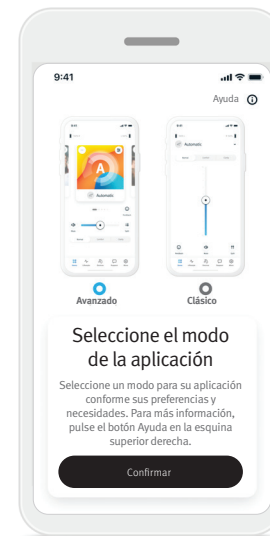 9:41
Ayuda
Automatic
A
Automatic
Avanzado
Clásico
Seleccione el modo
de la aplicación
Seleccione un modo para su aplicación
conforme sus preferencias y
necesidades. Para más información,
pulse el botón Ayuda en la esquina
superior derecha.
Confirmar